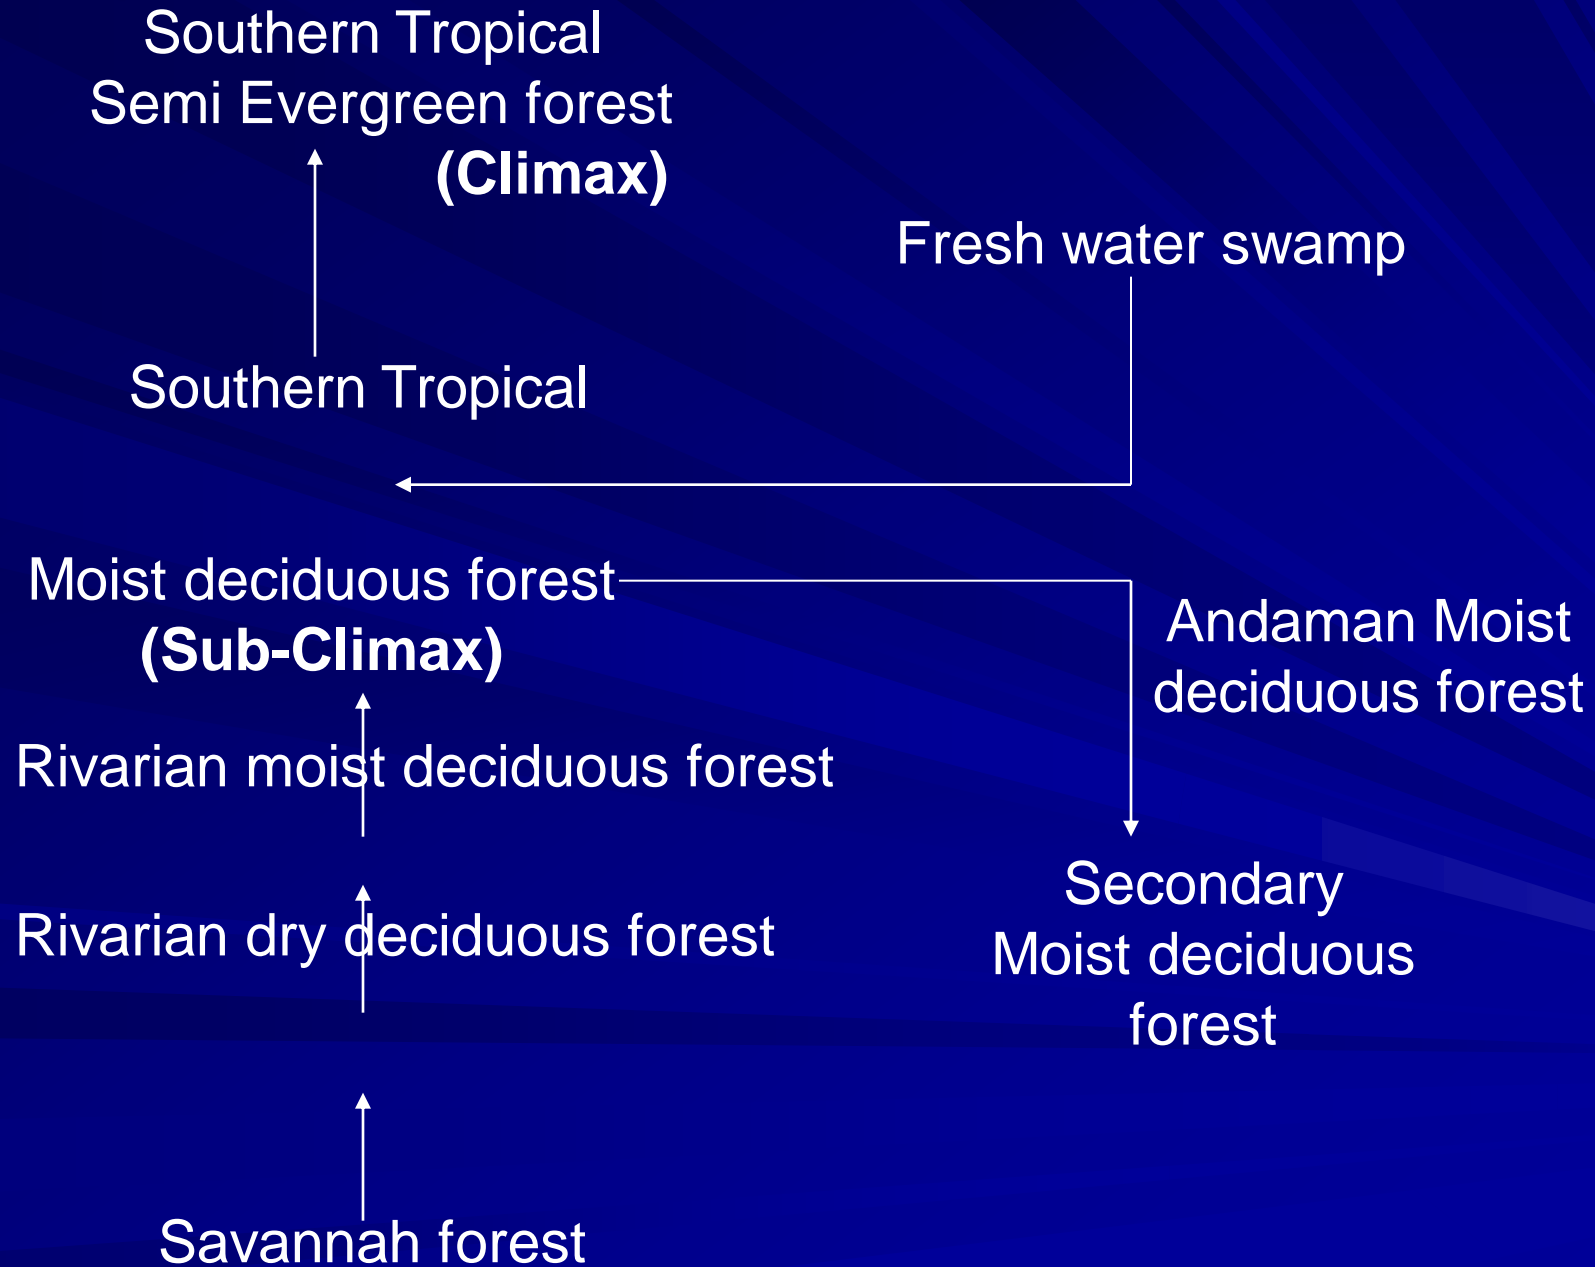 Southern Tropical
Semi Evergreen forest
(Climax)
Fresh water swamp
Southern Tropical
Moist deciduous forest
(Sub-Climax)
Andaman Moist
deciduous forest
Rivarian moist deciduous forest
Rivarian dry deciduous forest
Secondary
Moist deciduous
forest
Savannah forest